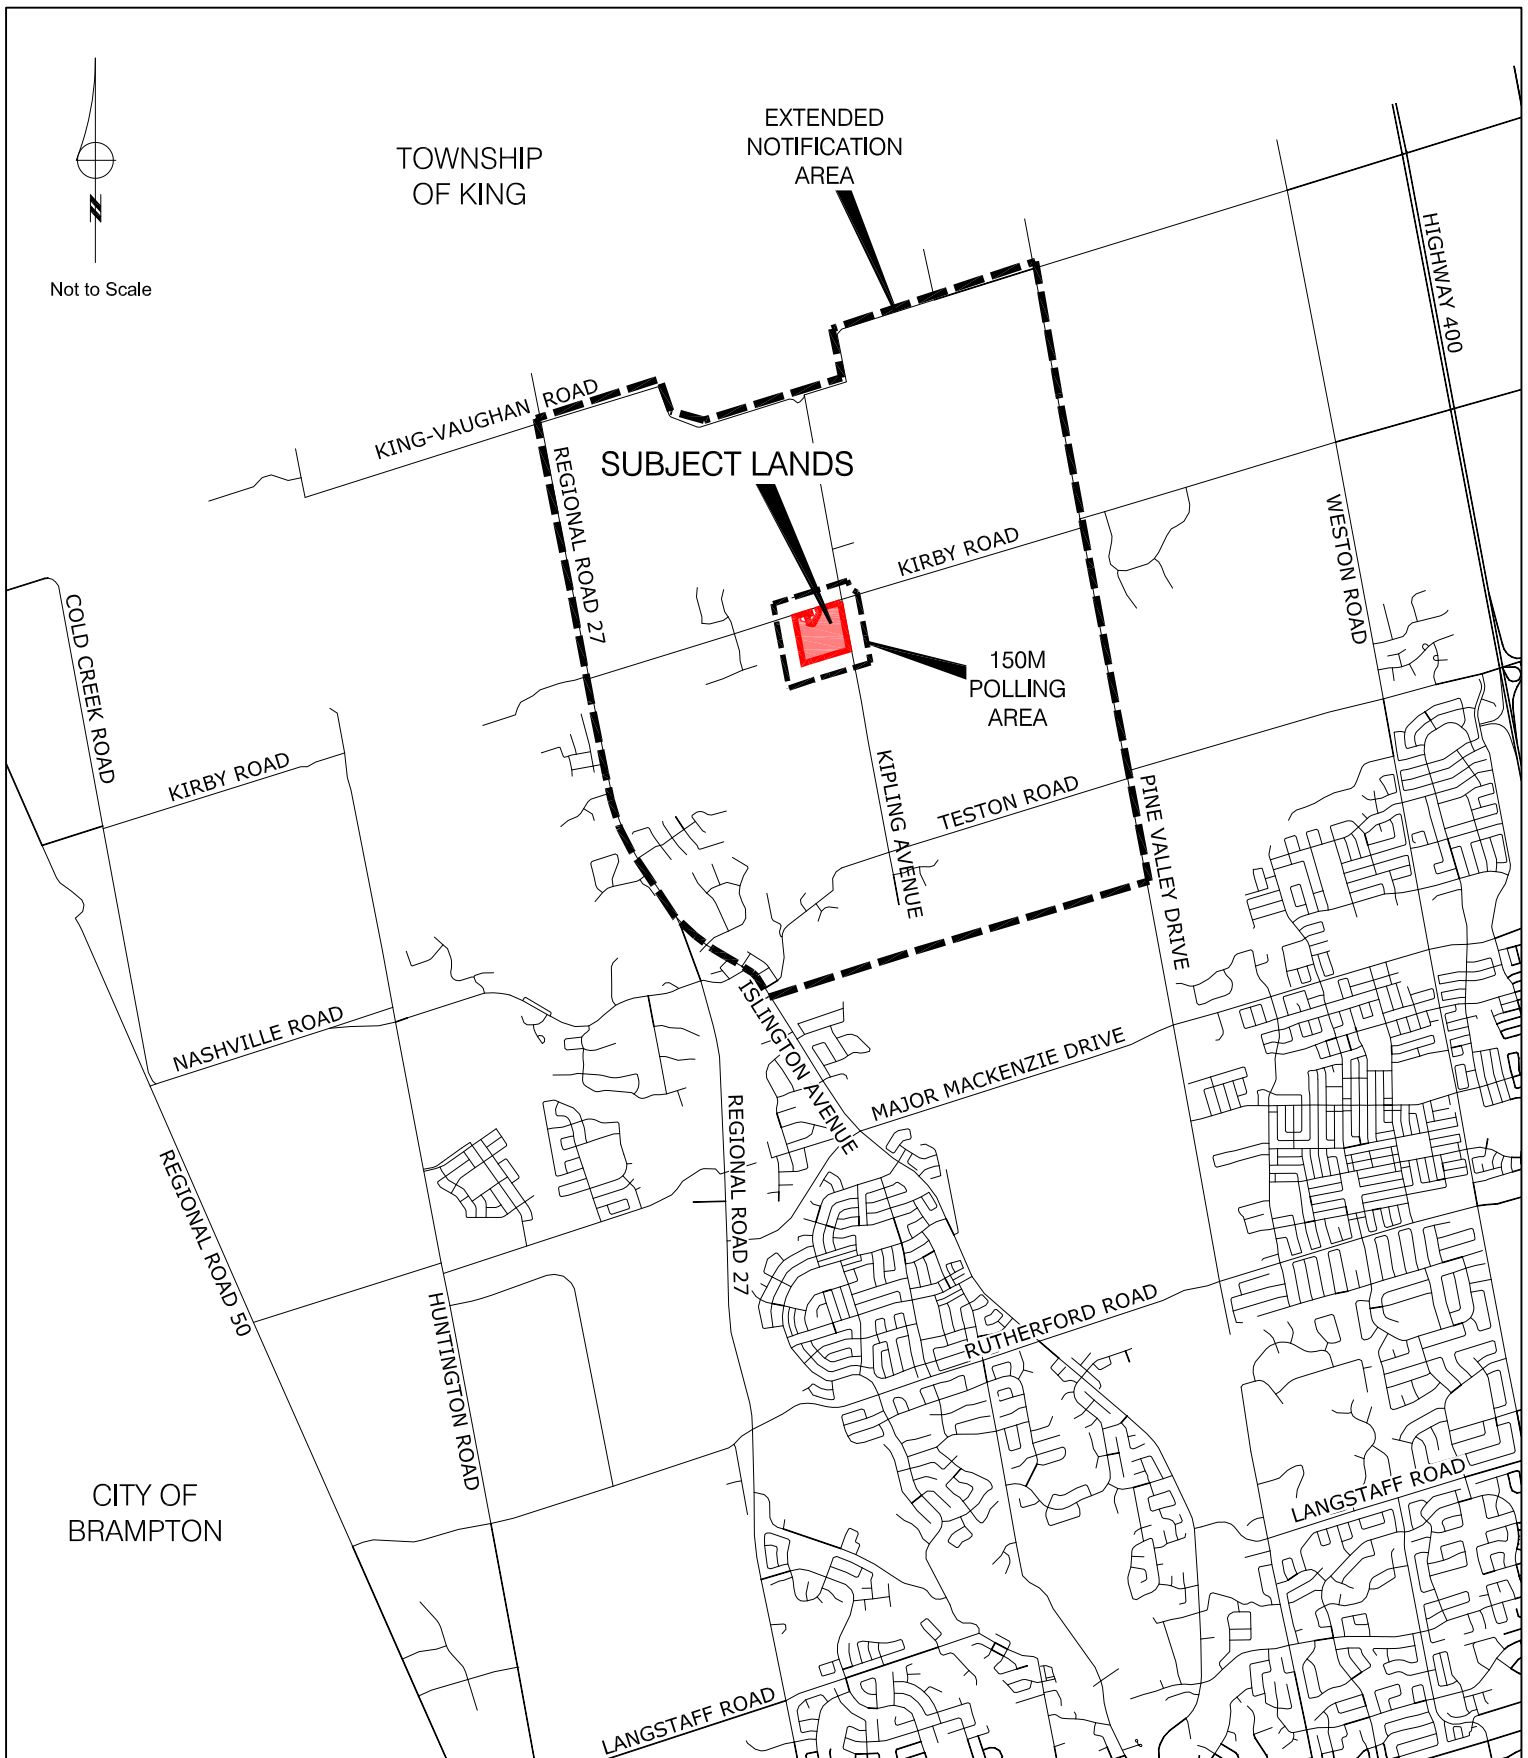 EXTENDED
NOTIFICATION
AREA
TOWNSHIP
OF KING
N
Not to Scale
HIGHWAY 400
KING-VAUGHAN ROAD
SUBJECT LANDS
REGIONAL ROAD 27
KIRBY ROAD
WESTON ROAD
COLD CREEK ROAD
150M
POLLING
AREA
KIRBY ROAD
KIPLING AVENUE
TESTON ROAD
PINE VALLEY DRIVE
NASHVILLE ROAD
ISLINGTON AVENUE
MAJOR MACKENZIE DRIVE
REGIONAL ROAD 27
REGIONAL ROAD 50
HUNTINGTON ROAD
RUTHERFORD ROAD
CITY OF
BRAMPTON
LANGSTAFF ROAD
LANGSTAFF ROAD